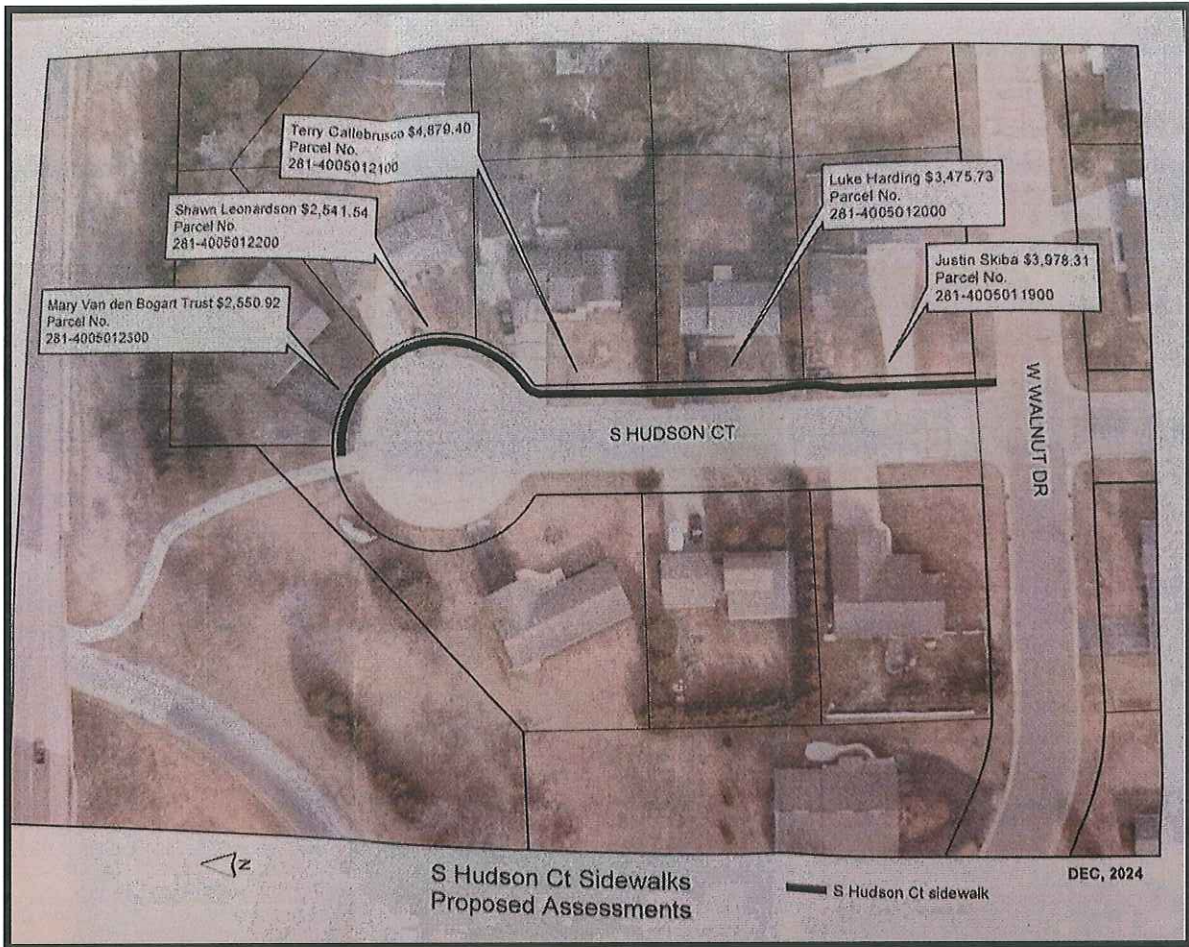 Terry Callebrusco $4,879.40
Parcel No.
281-4005012100
Shawn Leonardson $2,541.54
Parcel No.
281-4005012200
Mary Van den Bogart Trust $2,550.92
Parcel No.
281-4005012300
Luke Harding $3,475.73
Parcel No.
281-4005012000
Justin Skiba $3,978.31
Parcel No.
281-4005011900
S HUDSON CT
W WALNUT DR
N
S Hudson Ct Sidewalks
Proposed Assessments
S Hudson Ct sidewalk
DEC, 2024